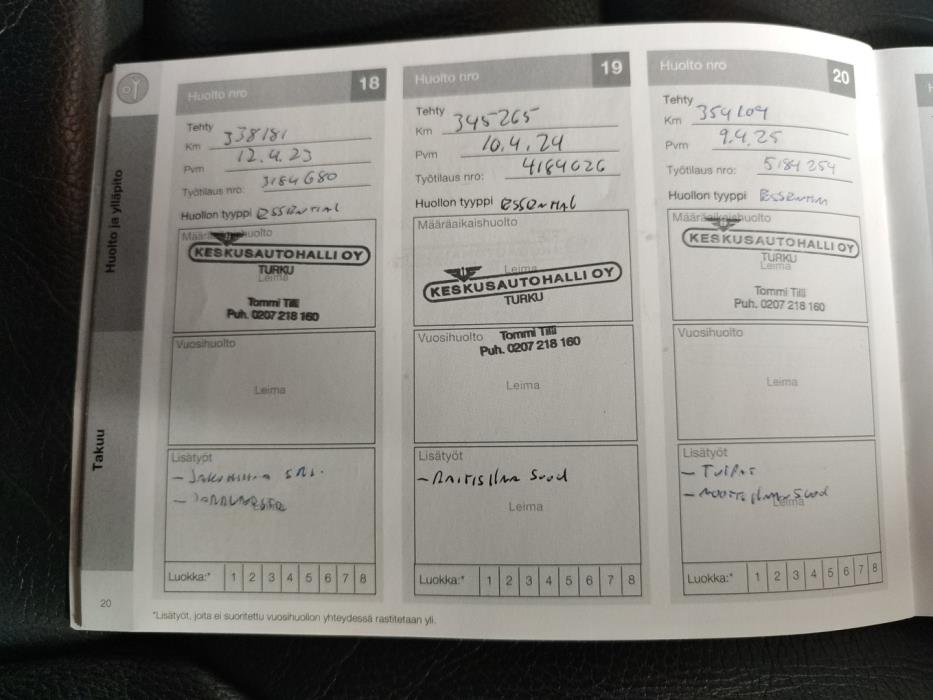 Huolto ja ylläpito
Takuu
Huolto nro 18
Tehty
Km 338181
Pvm 12.4.23
Työtilaus nro: 3184680
Huollon tyyppi ESSENTIAL
Määräaikaishuolto
KESKUSAUTOHALLI OY
TURKU
Leima
Tommi Tilli
Puh. 0207 218 160
Vuosihuolto
Leima
Lisätyöt
Luokka:* 1 2 3 4 5 6 7 8
Huolto nro 19
Tehty
Km 345265
Pvm 10.4.24
Työtilaus nro: 4184626
Huollon tyyppi ESSENTIAL
Määräaikaishuolto
Leima
KESKUSAUTOHALLI OY
TURKU
Vuosihuolto
Tommi Tilli
Puh. 0207 218 160
Leima
Lisätyöt
- Raitisilma Suod
Leima
Luokka:* 1 2 3 4 5 6 7 8
Huolto nro 20
Tehty
Km 354109
Pvm 9.4.25
Työtilaus nro: 5184254
Huollon tyyppi ESSENTIAL
Määräaikaishuolto
KESKUSAUTOHALLI OY
TURKU
Leima
Tommi Tilli
Puh. 0207 218 160
Vuosihuolto
Leima
Lisätyöt
- Tulpat
Leima
Luokka:* 1 2 3 4 5 6 7 8
20
*Lisätyöt, joita ei suoritettu vuosihuollon yhteydessä rastitetaan yli.